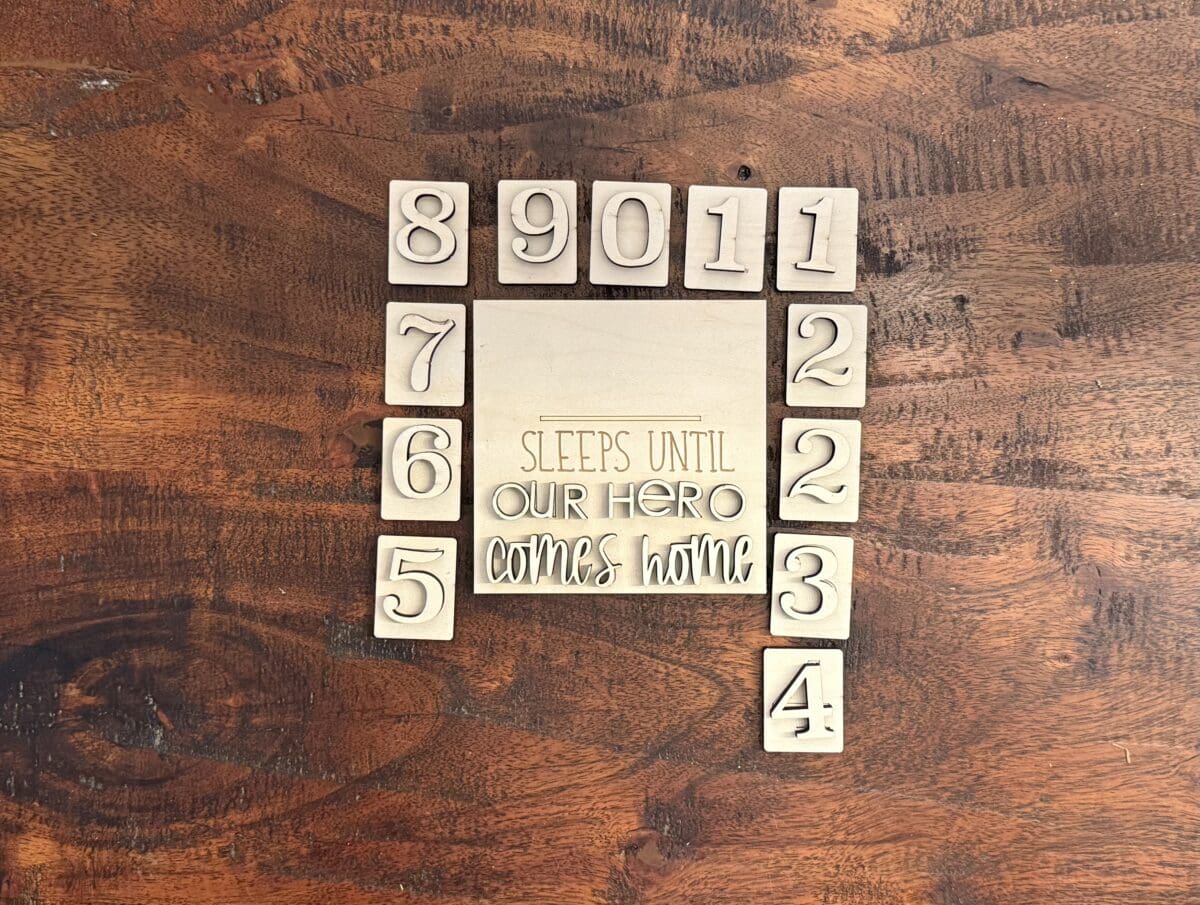 8 9 0 1 1
7 2
SLEEPS UNTIL
6 2
OUR HERO
comes home
5 3
4